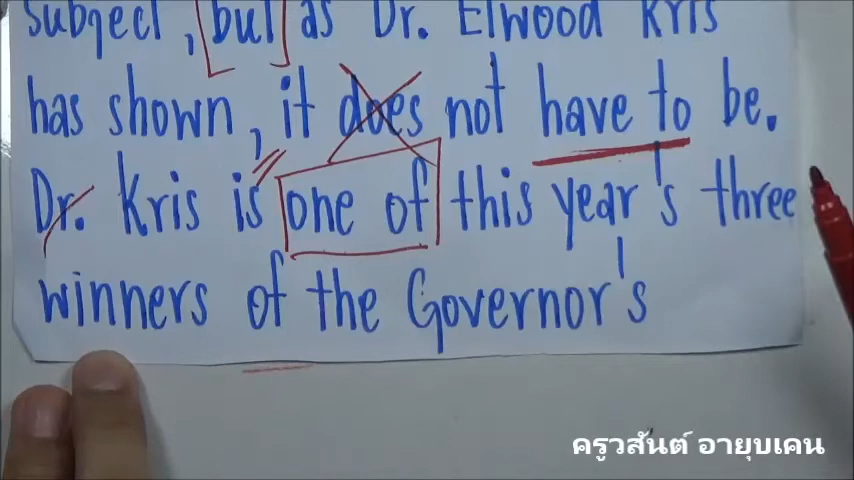 subject, but as Dr. Elwood Kris
has shown, it does not have to be.
Dr. Kris is one of this year's three
winners of the Governor's
ครูวสันต์ อายุบเคน